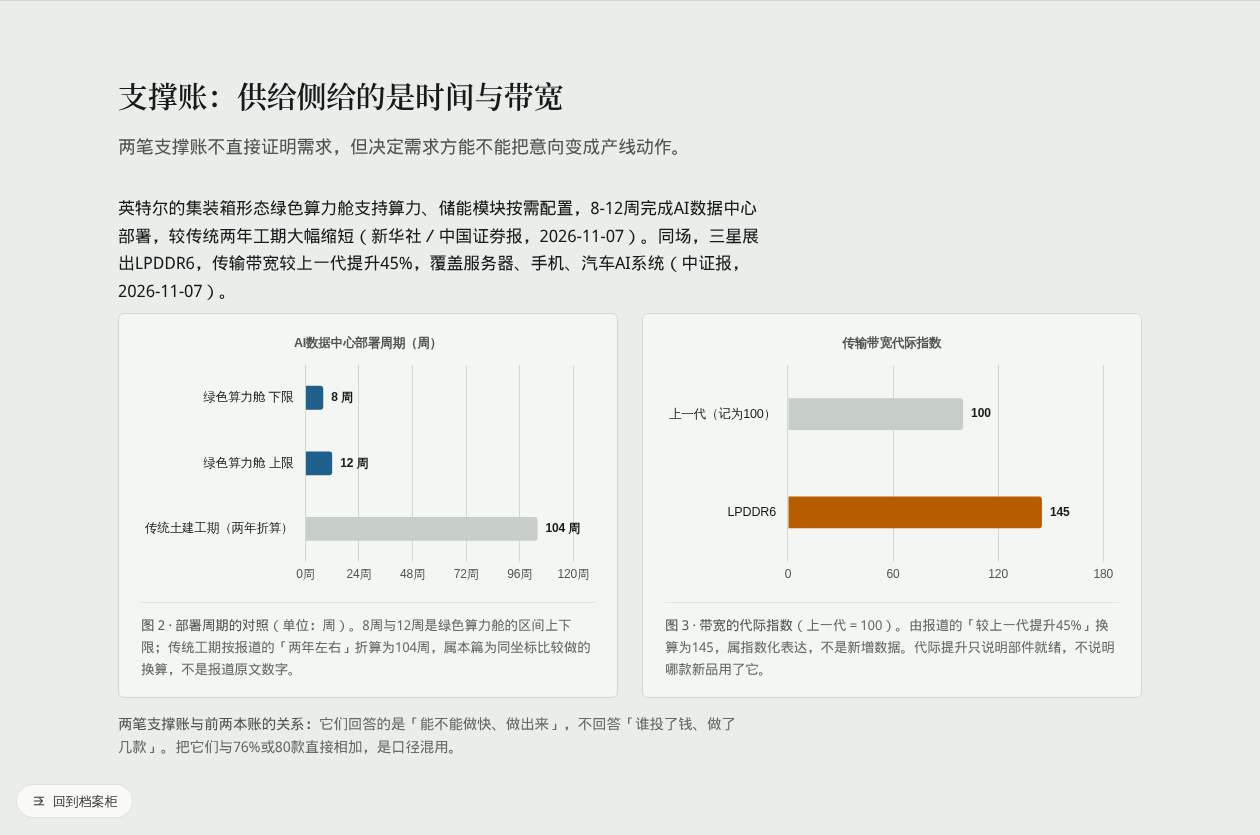 支撑账：供给侧给的是时间与带宽
两笔支撑账不直接证明需求，但决定需求方能不能把意向变成产线动作。
英特尔的集装箱形态绿色算力舱支持算力、储能模块按需配置，8-12周完成AI数据中心
部署，较传统两年工期大幅缩短（新华社 / 中国证券报，2026-11-07）。同场，三星展
出LPDDR6，传输带宽较上一代提升45%，覆盖服务器、手机、汽车AI系统（中证报，
2026-11-07）。
AI数据中心部署周期（周）
绿色算力舱 下限
8 周
绿色算力舱 上限
12 周
传统土建工期（两年折算）
104 周
0周 24周 48周 72周 96周 120周
图 2 · 部署周期的对照（单位：周）。8周与12周是绿色算力舱的区间上下
限；传统工期按报道的「两年左右」折算为104周，属本篇为同坐标比较做的
换算，不是报道原文数字。
传输带宽代际指数
上一代（记为100）
100
LPDDR6
145
0 60 120 180
图 3 · 带宽的代际指数（上一代 = 100）。由报道的「较上一代提升45%」换
算为145，属指数化表达，不是新增数据。代际提升只说明部件就绪，不说明
哪款新品用了它。
两笔支撑账与前两本账的关系：它们回答的是「能不能做快、做出来」，不回答「谁投了钱、做了
几款」。把它们与76%或80款直接相加，是口径混用。
回到档案柜